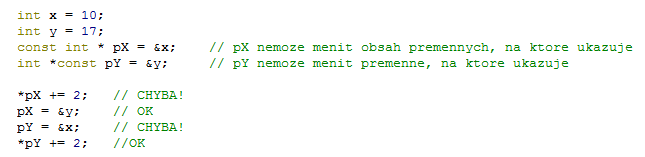 int x = 10;
int y = 17;
const int * pX = &x;    // pX nemoze menit obsah premennych, na ktore ukazuje
int *const pY = &y;     // pY nemoze menit premenne, na ktore ukazuje

*pX += 2;   // CHYBA!
pX = &y;    // OK
pY = &x;    // CHYBA!
*pY += 2;   //OK